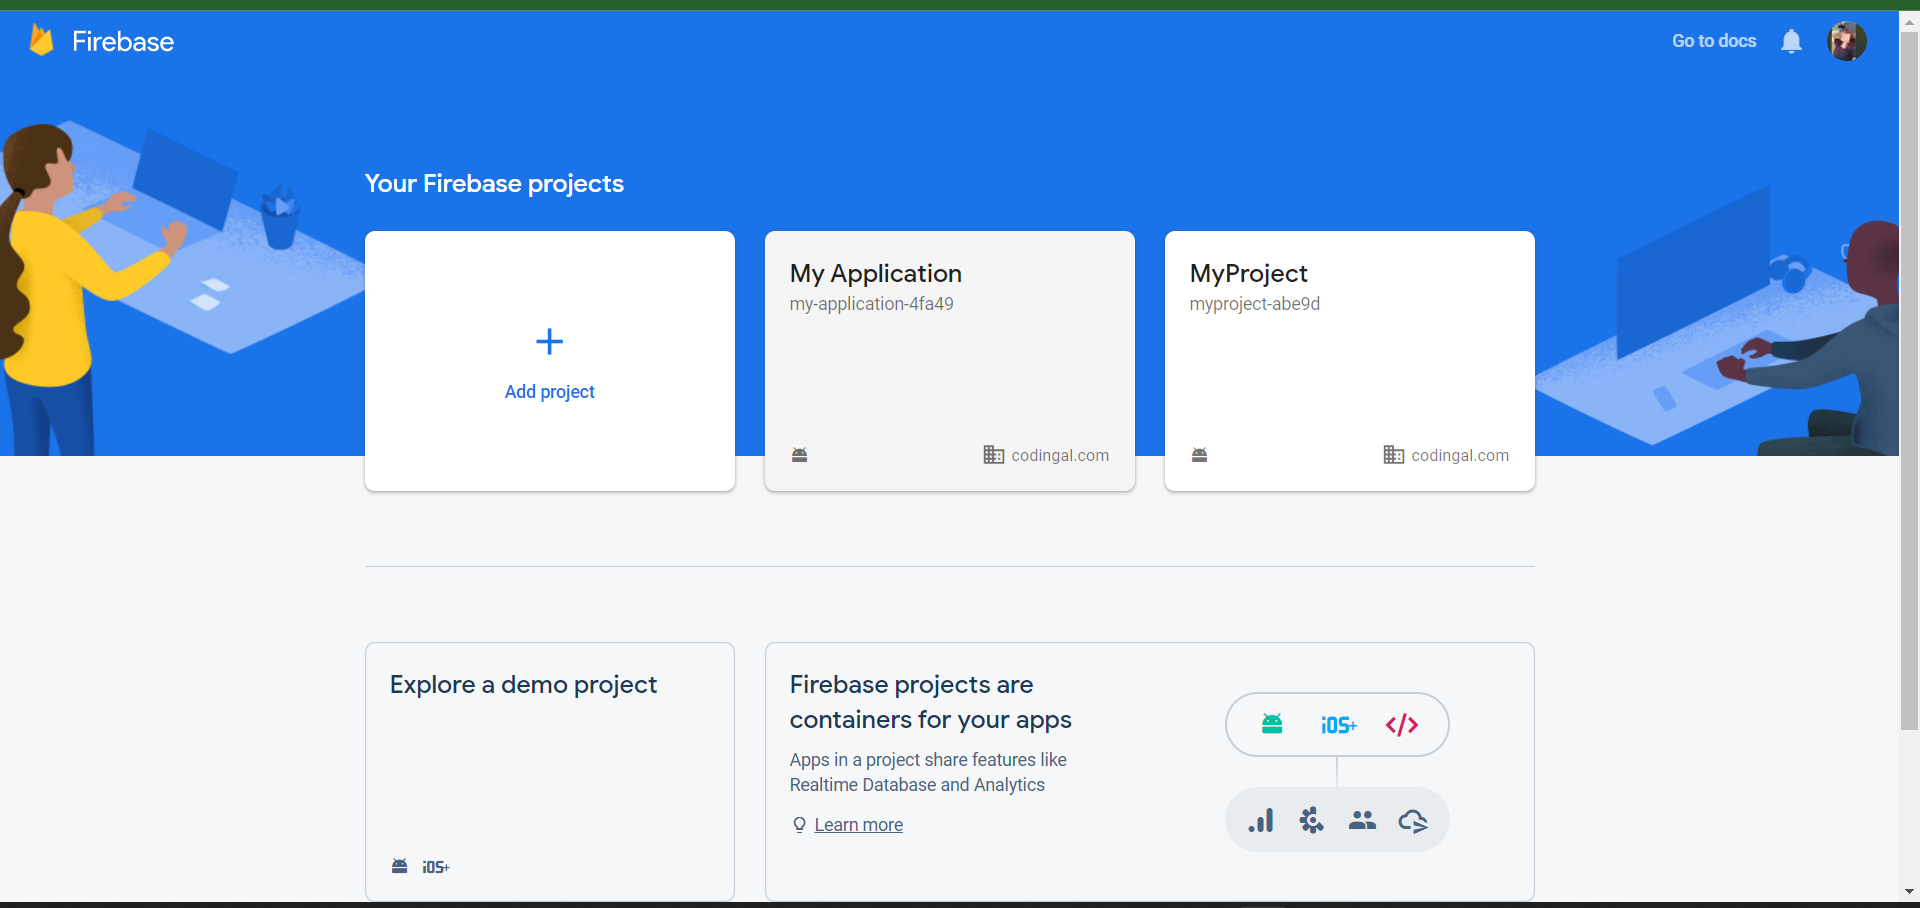 Firebase
Go to docs
Your Firebase projects
Add project
My Application
my-application-4fa49
codingal.com
MyProject
myproject-abe9d
codingal.com
Explore a demo project
iOS+
Firebase projects are
containers for your apps
Apps in a project share features like
Realtime Database and Analytics
Learn more
iOS+